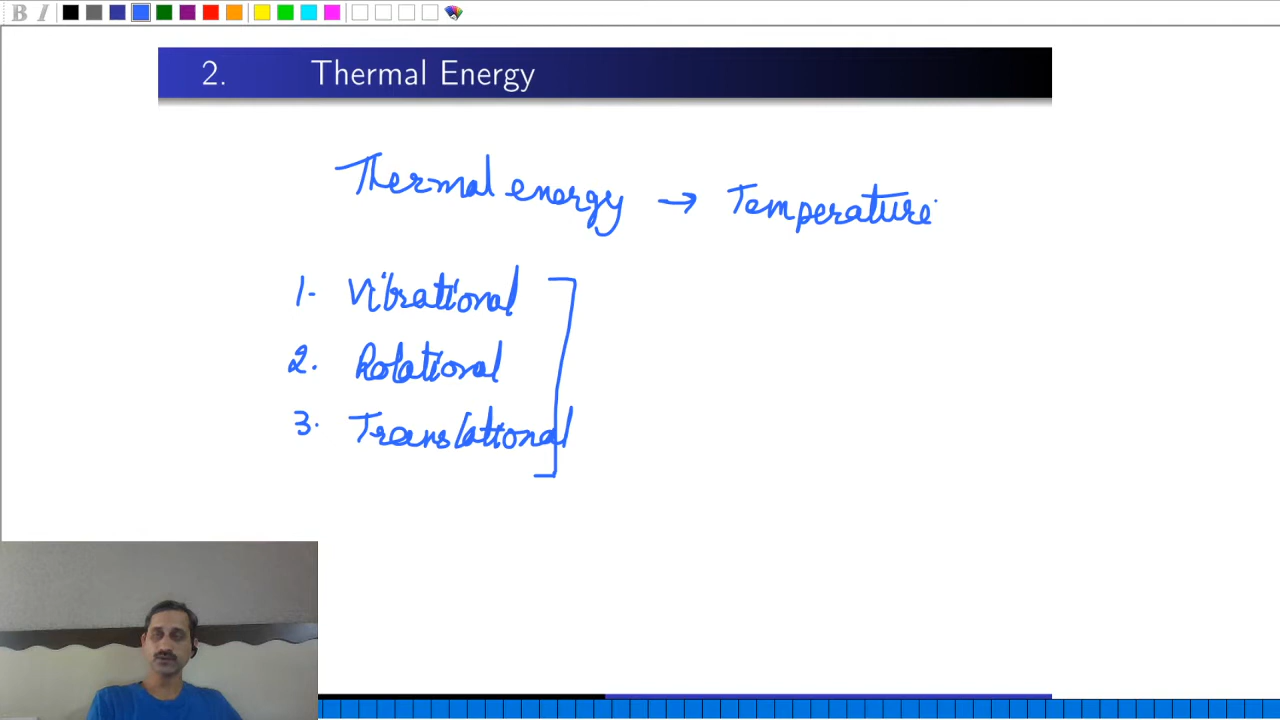 B I
2. Thermal Energy
Thermal energy → Temperature
1. Vibrational
2. Rotational
3. Translational